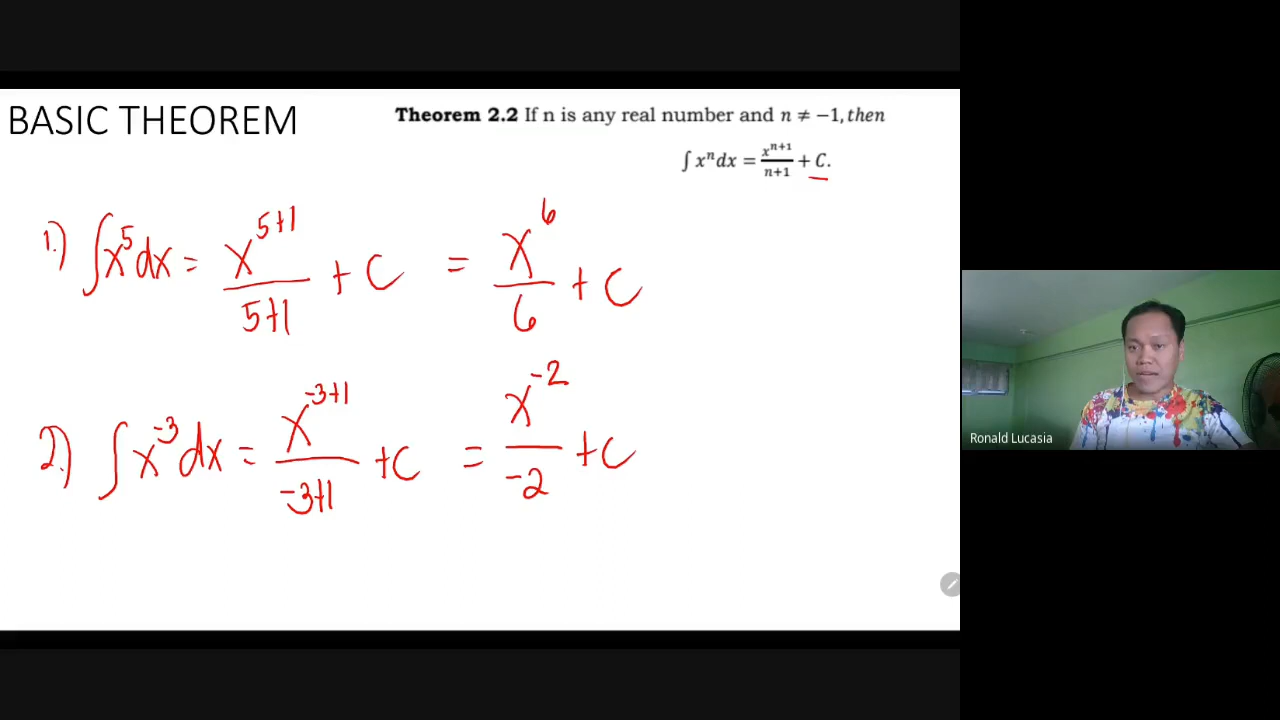 BASIC THEOREM
Theorem 2.2 If n is any real number and n ≠ −1, then
∫ xⁿdx = xⁿ⁺¹/n+1 + C.
1.) ∫x⁵dx = x⁵⁺¹/5+1 + C = x⁶/6 + C
2.) ∫x⁻³dx = x⁻³⁺¹/-3+1 + C = x⁻²/-2 + C
Ronald Lucasia